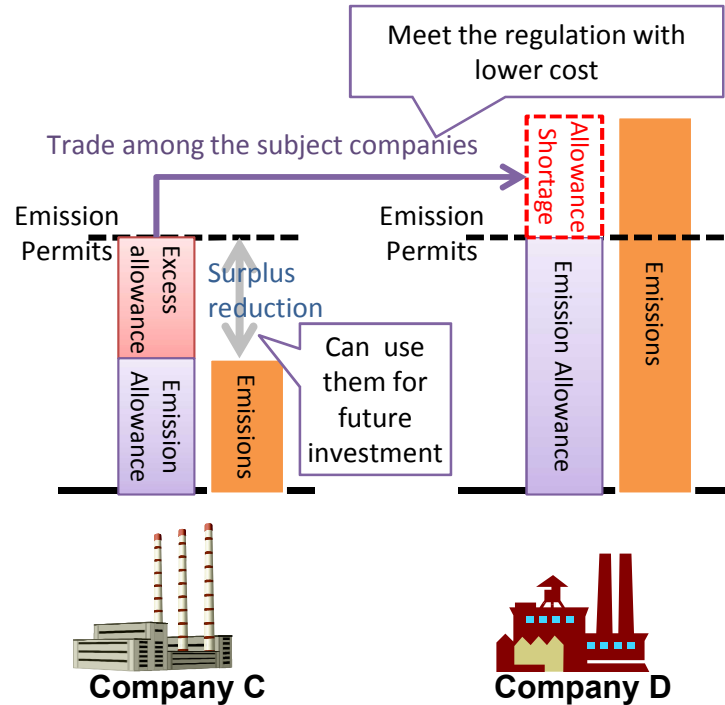 Meet the regulation with
lower cost
Trade among the subject companies
Allowance
Shortage
Emission
Permits
Excess
allowance
Surplus
reduction
Emission
Permits
Emission
Allowance
Emissions
Can use
them for
future
investment
Emission Allowance
Emissions
Company C
Company D